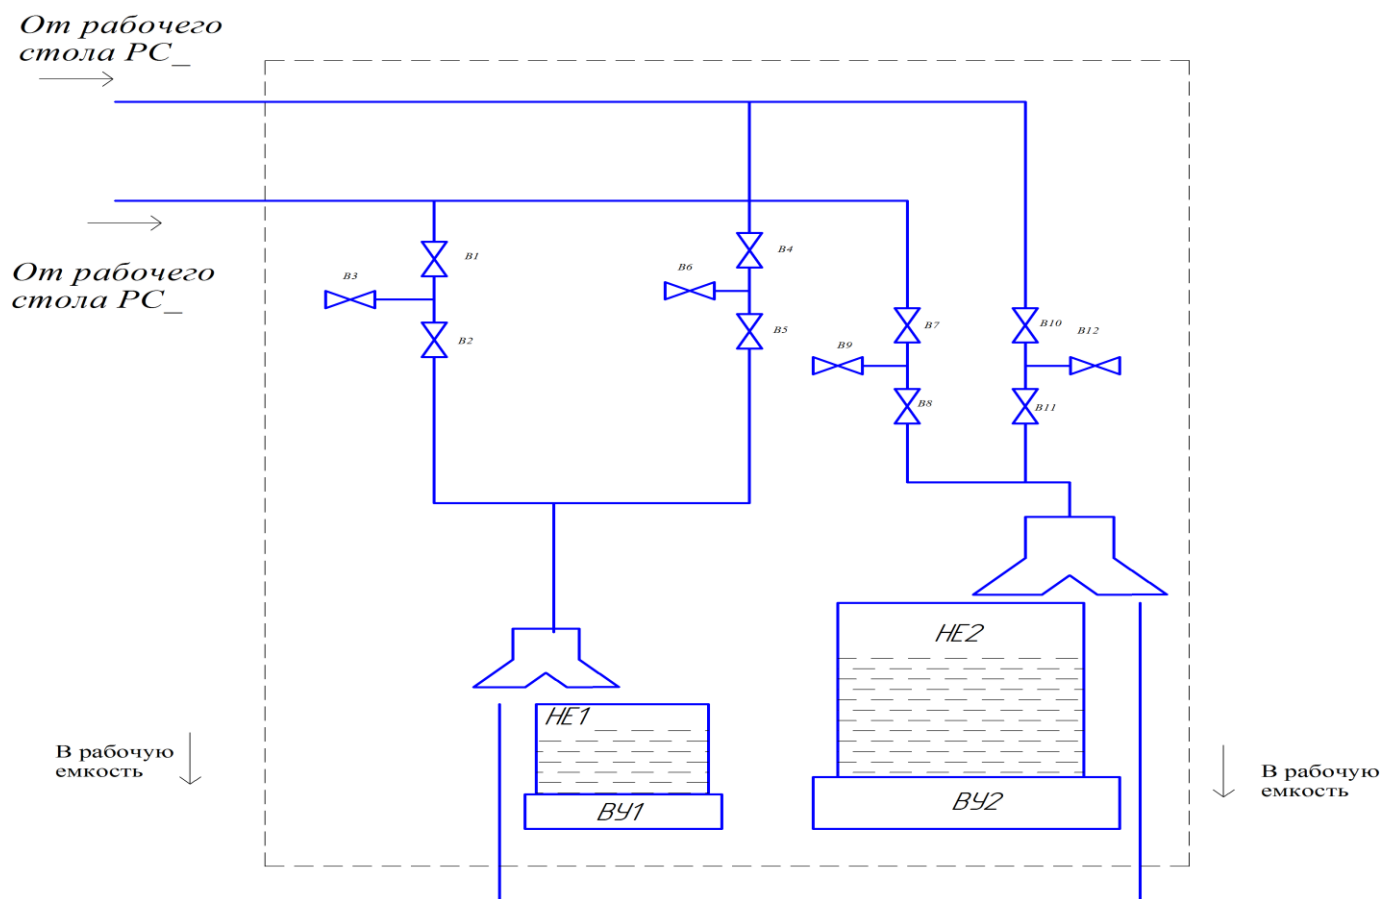 От рабочего
стола РС_
От рабочего
стола РС_
В1
В3
В2
В4
В6
В5
В7
В9
В8
В10
В12
В11
НЕ2
НЕ1
ВУ1
ВУ2
В рабочую
емкость
В рабочую
емкость